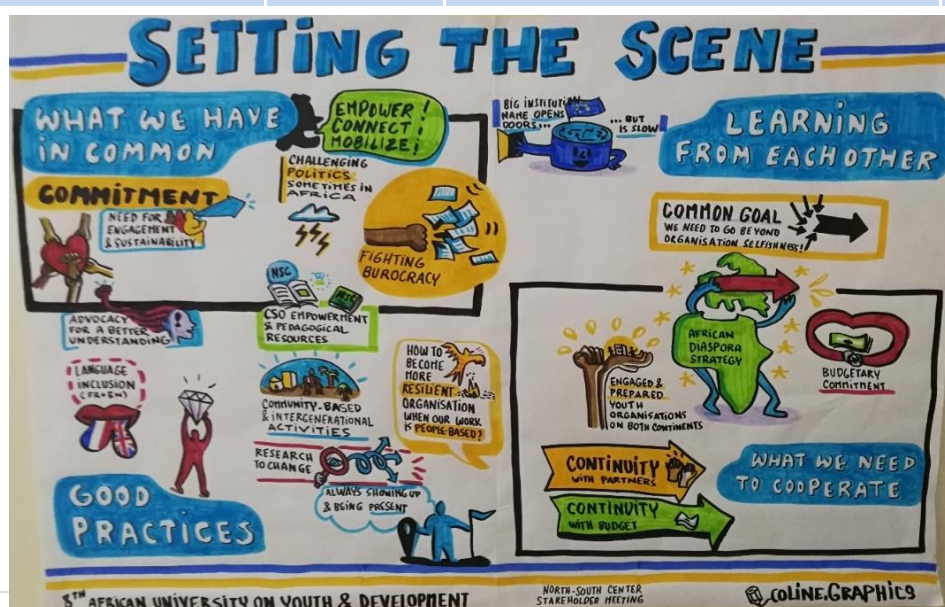 SETTING THE SCENE
WHAT WE HAVE
IN COMMON
EMPOWER!
CONNECT!
MOBILIZE!
COMMITMENT
NEED FOR
ENGAGEMENT
& SUSTAINABILITY
CHALLENGING
POLITICS
SOMETIMES IN
AFRICA
FIGHTING
BUROCRACY
BIG INSTITUTION
NAME OPENS
DOORS...
...BUT
IS SLOW
LEARNING
FROM EACHOTHER
COMMON GOAL
WE NEED TO GO BEYOND
ORGANISATION SELFISHNESS!
ADVOCACY
FOR A BETTER
UNDERSTANDING
NSC
CSO EMPOWERMENT
& PEDAGOGICAL
RESOURCES
LANGUAGE
INCLUSION
(FR+EN)
COMMUNITY-BASED
& INTERGENERATIONAL
ACTIVITIES
HOW TO
BECOME
MORE
RESILIENT
ORGANISATION
WHEN OUR WORK
IS PEOPLE-BASED?
RESEARCH
TO CHANGE
ALWAYS SHOWING UP
& BEING PRESENT
GOOD
PRACTICES
AFRICAN
DIASPORA
STRATEGY
BUDGETARY
COMMITMENT
ENGAGED &
PREPARED
YOUTH
ORGANISATIONS
ON BOTH CONTINENTS
CONTINUITY
WITH PARTNERS
CONTINUITY
WITH BUDGET
WHAT WE NEED
TO COOPERATE
8TH AFRICAN UNIVERSITY ON YOUTH & DEVELOPMENT
NORTH-SOUTH CENTER
STAKEHOLDER MEETING
COLINE.GRAPHICS